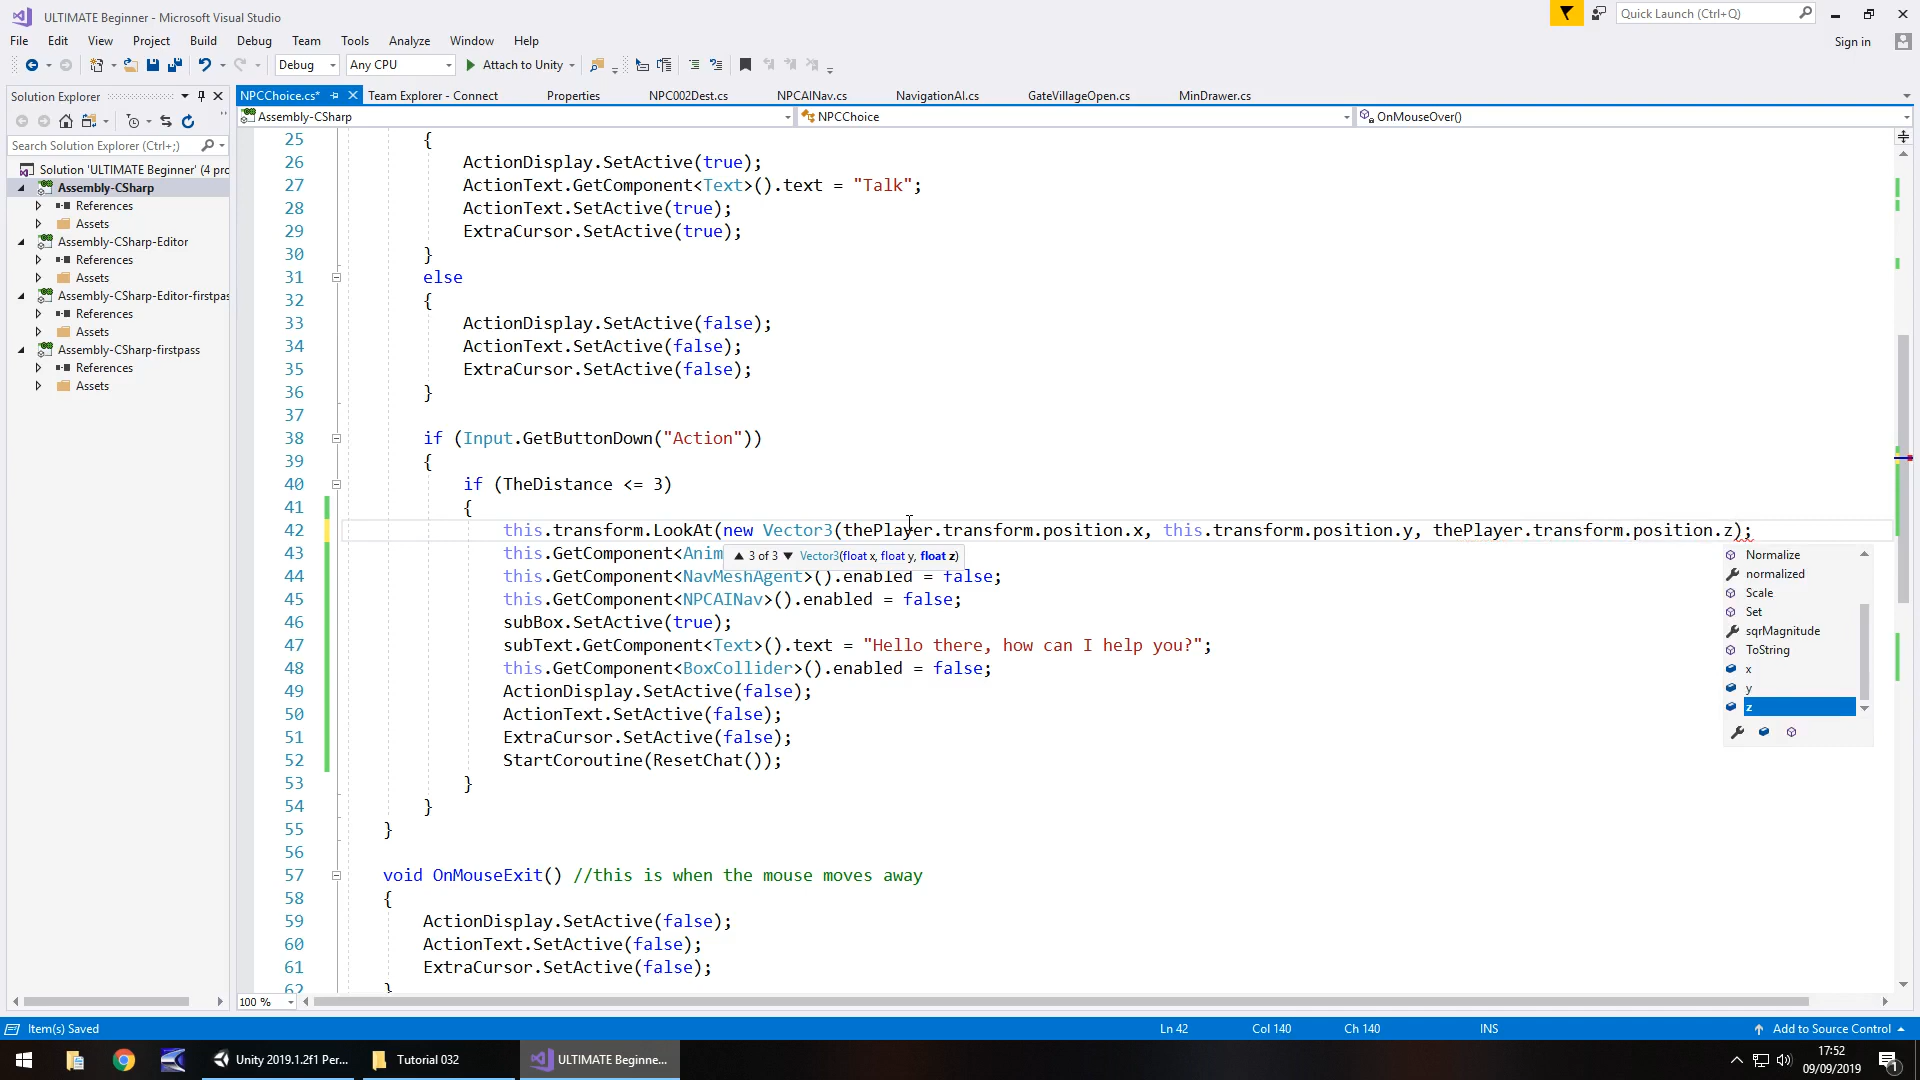 ULTIMATE Beginner - Microsoft Visual Studio
Quick Launch (Ctrl+Q)
File Edit View Project Build Debug Team Tools Analyze Window Help
Sign in
Debug Any CPU Attach to Unity
Solution Explorer
NPCChoice.cs* Team Explorer - Connect Properties NPC002Dest.cs NPCAINav.cs NavigationAI.cs GateVillageOpen.cs MinDrawer.cs
Assembly-CSharp NPCChoice OnMouseOver()
Search Solution Explorer (Ctrl+;)
Solution 'ULTIMATE Beginner' (4 pro
Assembly-CSharp
References
Assets
Assembly-CSharp-Editor
References
Assets
Assembly-CSharp-Editor-firstpas
References
Assets
Assembly-CSharp-firstpass
References
Assets
25 {
26 ActionDisplay.SetActive(true);
27 ActionText.GetComponent<Text>().text = "Talk";
28 ActionText.SetActive(true);
29 ExtraCursor.SetActive(true);
30 }
31 else
32 {
33 ActionDisplay.SetActive(false);
34 ActionText.SetActive(false);
35 ExtraCursor.SetActive(false);
36 }
37
38 if (Input.GetButtonDown("Action"))
39 {
40 if (TheDistance <= 3)
41 {
42 this.transform.LookAt(new Vector3(thePlayer.transform.position.x, this.transform.position.y, thePlayer.transform.position.z);
43 this.GetComponent<Anim
3 of 3 Vector3(float x, float y, float z)
44 this.GetComponent<NavMeshAgent>().enabled = false;
45 this.GetComponent<NPCAINav>().enabled = false;
46 subBox.SetActive(true);
47 subText.GetComponent<Text>().text = "Hello there, how can I help you?";
48 this.GetComponent<BoxCollider>().enabled = false;
49 ActionDisplay.SetActive(false);
50 ActionText.SetActive(false);
51 ExtraCursor.SetActive(false);
52 StartCoroutine(ResetChat());
53 }
54 }
55 }
56
57 void OnMouseExit() //this is when the mouse moves away
58 {
59 ActionDisplay.SetActive(false);
60 ActionText.SetActive(false);
61 ExtraCursor.SetActive(false);
62 }
Normalize
normalized
Scale
Set
sqrMagnitude
ToString
x
y
z
100 %
Item(s) Saved Ln 42 Col 140 Ch 140 INS Add to Source Control
Unity 2019.1.2f1 Per... Tutorial 032 ULTIMATE Beginne...
17:52
09/09/2019
1